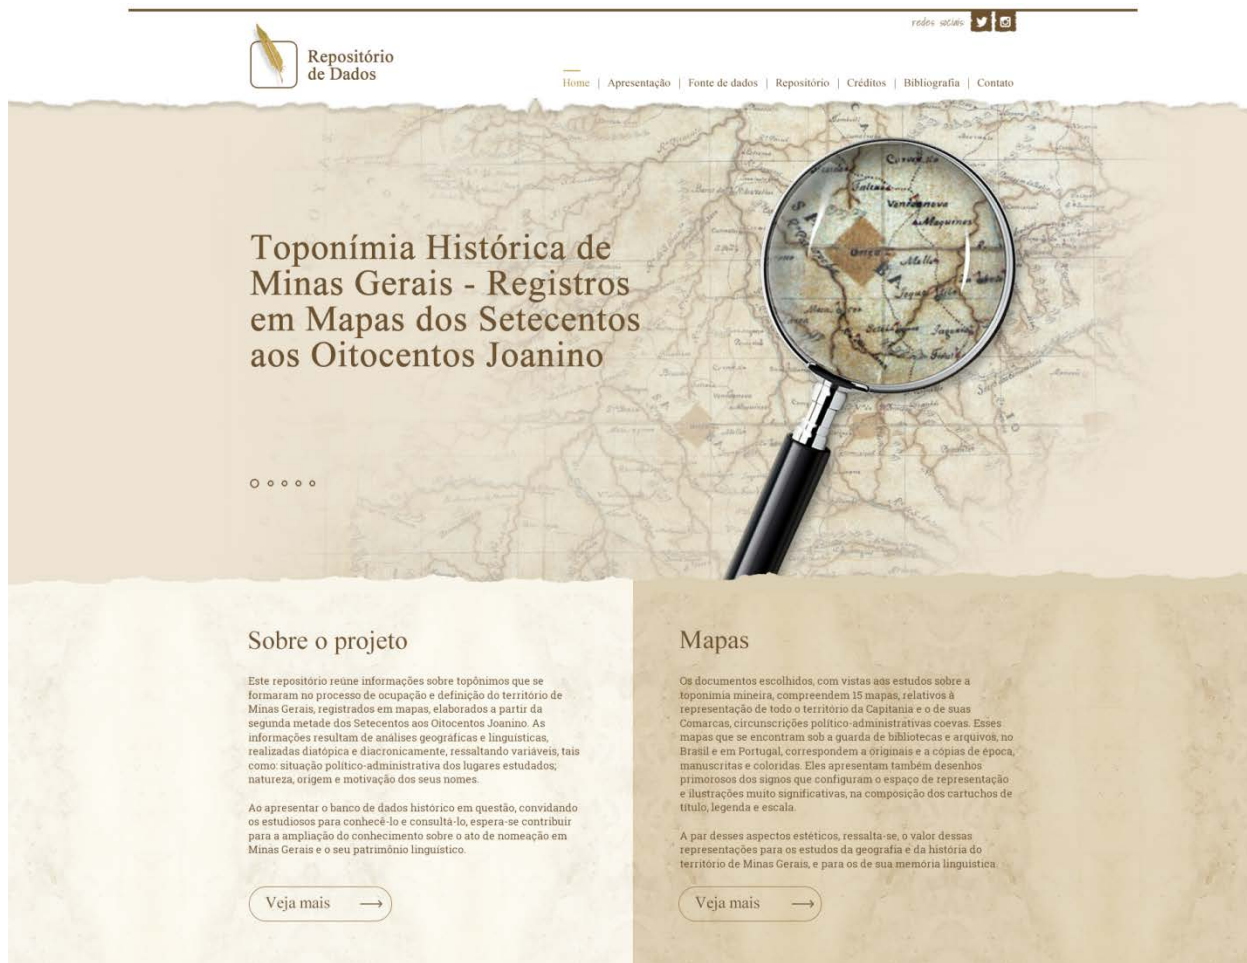 redes sociais
Repositório
de Dados
Home | Apresentação | Fonte de dados | Repositório | Créditos | Bibliografia | Contato
Toponímia Histórica de
Minas Gerais - Registros
em Mapas dos Setecentos
aos Oitocentos Joanino
Sobre o projeto
Este repositório reúne informações sobre topônimos que se
formaram no processo de ocupação e definição do território de
Minas Gerais, registrados em mapas, elaborados a partir da
segunda metade dos Setecentos aos Oitocentos Joanino. As
informações resultam de análises geográficas e linguísticas,
realizadas diatópica e diacronicamente, ressaltando variáveis, tais
como: situação político-administrativa dos lugares estudados;
natureza, origem e motivação dos seus nomes.
Ao apresentar o banco de dados histórico em questão, convidando
os estudiosos para conhecê-lo e consultá-lo, espera-se contribuir
para a ampliação do conhecimento sobre o ato de nomeação em
Minas Gerais e o seu patrimônio linguístico.
Veja mais
Mapas
Os documentos escolhidos, com vistas aos estudos sobre a
toponímia mineira, compreendem 15 mapas, relativos à
representação de todo o território da Capitania e o de suas
Comarcas, circunscrições político-administrativas coevas. Esses
mapas que se encontram sob a guarda de bibliotecas e arquivos, no
Brasil e em Portugal, correspondem a originais e a cópias de época,
manuscritas e coloridas. Eles apresentam também desenhos
primorosos dos signos que configuram o espaço de representação
e ilustrações muito significativas, na composição dos cartuchos de
título, legenda e escala.
A par desses aspectos estéticos, ressalta-se, o valor dessas
representações para os estudos da geografia e da história do
território de Minas Gerais, e para os de sua memória linguística.
Veja mais